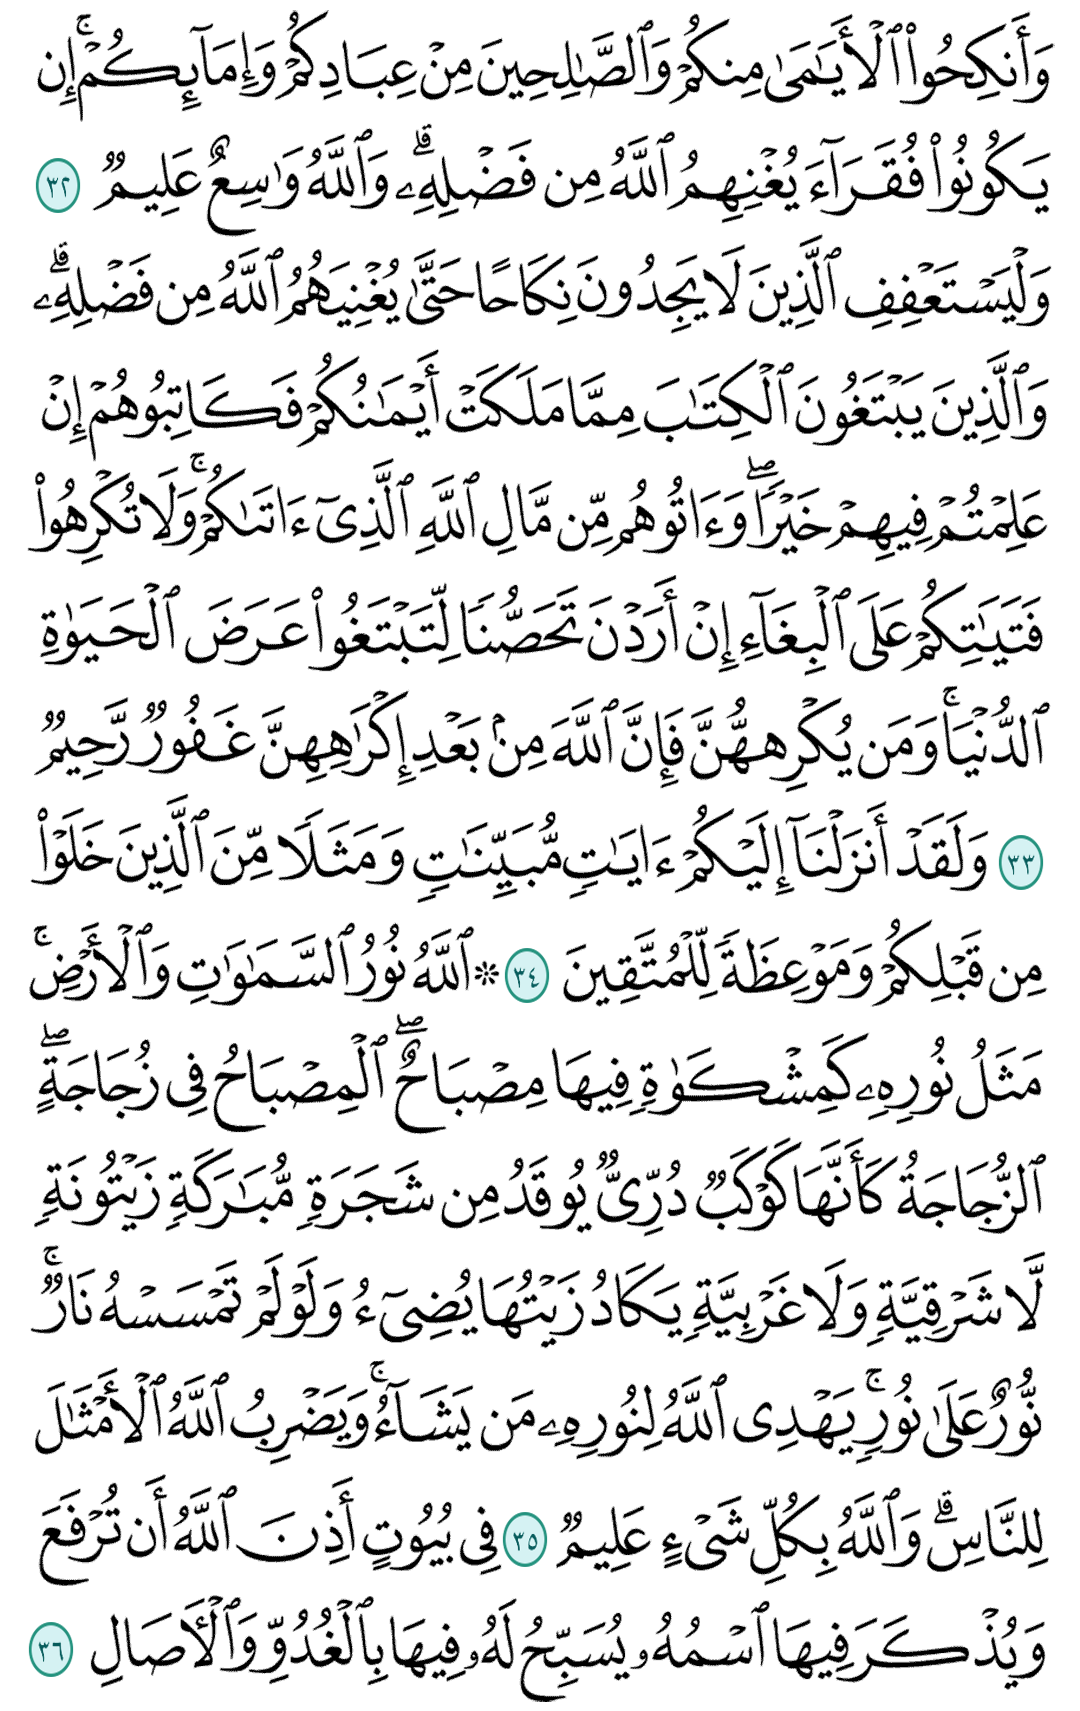 وَأَنكِحُوا۟ ٱلْأَيَـٰمَىٰ مِنكُمْ وَٱلصَّـٰلِحِينَ مِنْ عِبَادِكُمْ وَإِمَآئِكُمْ ۚ إِن
يَكُونُوا۟ فُقَرَآءَ يُغْنِهِمُ ٱللَّهُ مِن فَضْلِهِۦ ۗ وَٱللَّهُ وَٰسِعٌ عَلِيمٌ ٣٢
وَلْيَسْتَعْفِفِ ٱلَّذِينَ لَا يَجِدُونَ نِكَاحًا حَتَّىٰ يُغْنِيَهُمُ ٱللَّهُ مِن فَضْلِهِۦ ۗ
وَٱلَّذِينَ يَبْتَغُونَ ٱلْكِتَـٰبَ مِمَّا مَلَكَتْ أَيْمَـٰنُكُمْ فَكَاتِبُوهُمْ إِنْ
عَلِمْتُمْ فِيهِمْ خَيْرًا ۖ وَءَاتُوهُم مِّن مَّالِ ٱللَّهِ ٱلَّذِىٓ ءَاتَىٰكُمْ ۚ وَلَا تُكْرِهُوا۟
فَتَيَـٰتِكُمْ عَلَى ٱلْبِغَآءِ إِنْ أَرَدْنَ تَحَصُّنًا لِّتَبْتَغُوا۟ عَرَضَ ٱلْحَيَوٰةِ
ٱلدُّنْيَا ۚ وَمَن يُكْرِههُّنَّ فَإِنَّ ٱللَّهَ مِنۢ بَعْدِ إِكْرَٰهِهِنَّ غَفُورٌ رَّحِيمٌ
٣٣ وَلَقَدْ أَنزَلْنَآ إِلَيْكُمْ ءَايَـٰتٍ مُّبَيِّنَـٰتٍ وَمَثَلًا مِّنَ ٱلَّذِينَ خَلَوْا۟
مِن قَبْلِكُمْ وَمَوْعِظَةً لِّلْمُتَّقِينَ ٣٤ ۞ ٱللَّهُ نُورُ ٱلسَّمَـٰوَٰتِ وَٱلْأَرْضِ ۚ
مَثَلُ نُورِهِۦ كَمِشْكَوٰةٍ فِيهَا مِصْبَاحٌ ۖ ٱلْمِصْبَاحُ فِى زُجَاجَةٍ ۖ
ٱلزُّجَاجَةُ كَأَنَّهَا كَوْكَبٌ دُرِّىٌّ يُوقَدُ مِن شَجَرَةٍ مُّبَـٰرَكَةٍ زَيْتُونَةٍ
لَّا شَرْقِيَّةٍ وَلَا غَرْبِيَّةٍ يَكَادُ زَيْتُهَا يُضِىٓءُ وَلَوْ لَمْ تَمْسَسْهُ نَارٌ ۚ
نُّورٌ عَلَىٰ نُورٍ ۗ يَهْدِى ٱللَّهُ لِنُورِهِۦ مَن يَشَآءُ ۚ وَيَضْرِبُ ٱللَّهُ ٱلْأَمْثَـٰلَ
لِلنَّاسِ ۗ وَٱللَّهُ بِكُلِّ شَىْءٍ عَلِيمٌ ٣٥ فِى بُيُوتٍ أَذِنَ ٱللَّهُ أَن تُرْفَعَ
وَيُذْكَرَ فِيهَا ٱسْمُهُۥ يُسَبِّحُ لَهُۥ فِيهَا بِٱلْغُدُوِّ وَٱلْـَٔاصَالِ ٣٦